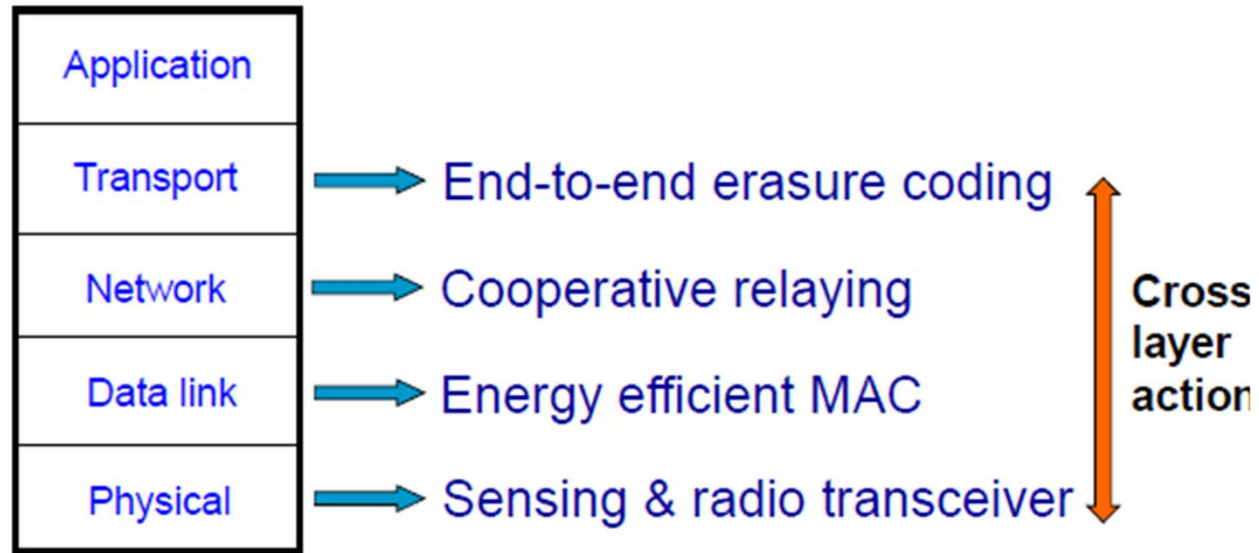 Application
Transport
End-to-end erasure coding
Network
Cooperative relaying
Data link
Energy efficient MAC
Physical
Sensing & radio transceiver
Cross
layer
action